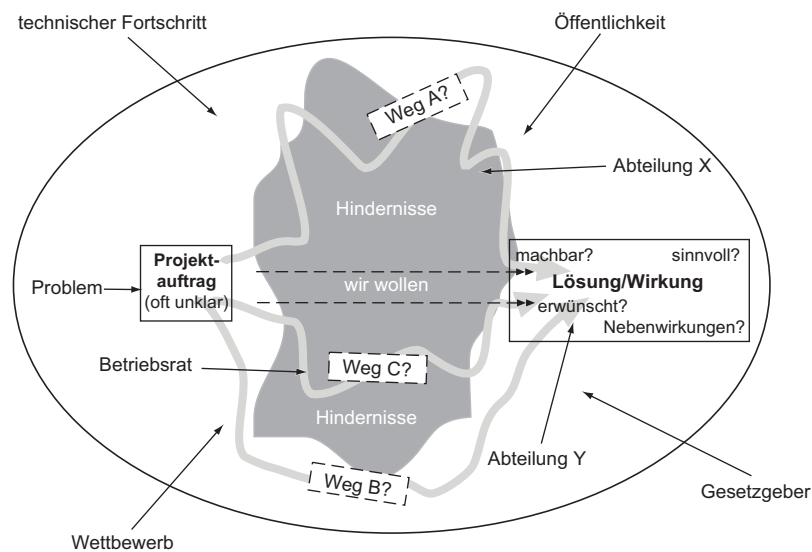 technischer Fortschritt
Öffentlichkeit
Weg A?
Abteilung X
Hindernisse
Problem
Projekt-
auftrag
(oft unklar)
wir wollen
machbar?
sinnvoll?
Lösung/Wirkung
erwünscht?
Nebenwirkungen?
Betriebsrat
Weg C?
Hindernisse
Weg B?
Abteilung Y
Gesetzgeber
Wettbewerb